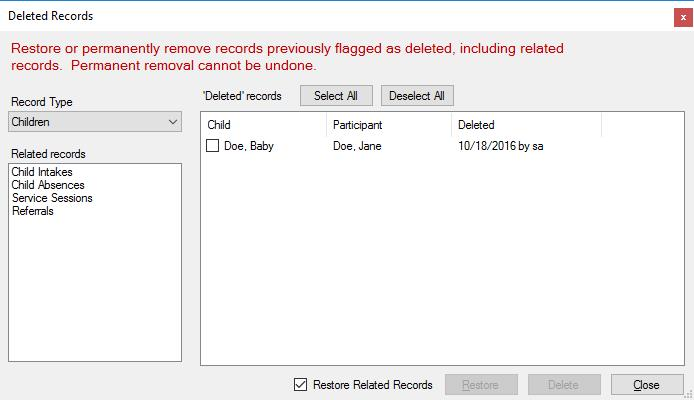 Deleted Records
x
Restore or permanently remove records previously flagged as deleted, including related
records.  Permanent removal cannot be undone.
Record Type
Children
Related records
Child Intakes
Child Absences
Service Sessions
Referrals
'Deleted' records
Select All
Deselect All
Child Participant Deleted
Doe, Baby Doe, Jane 10/18/2016 by sa
Restore Related Records
Restore
Delete
Close